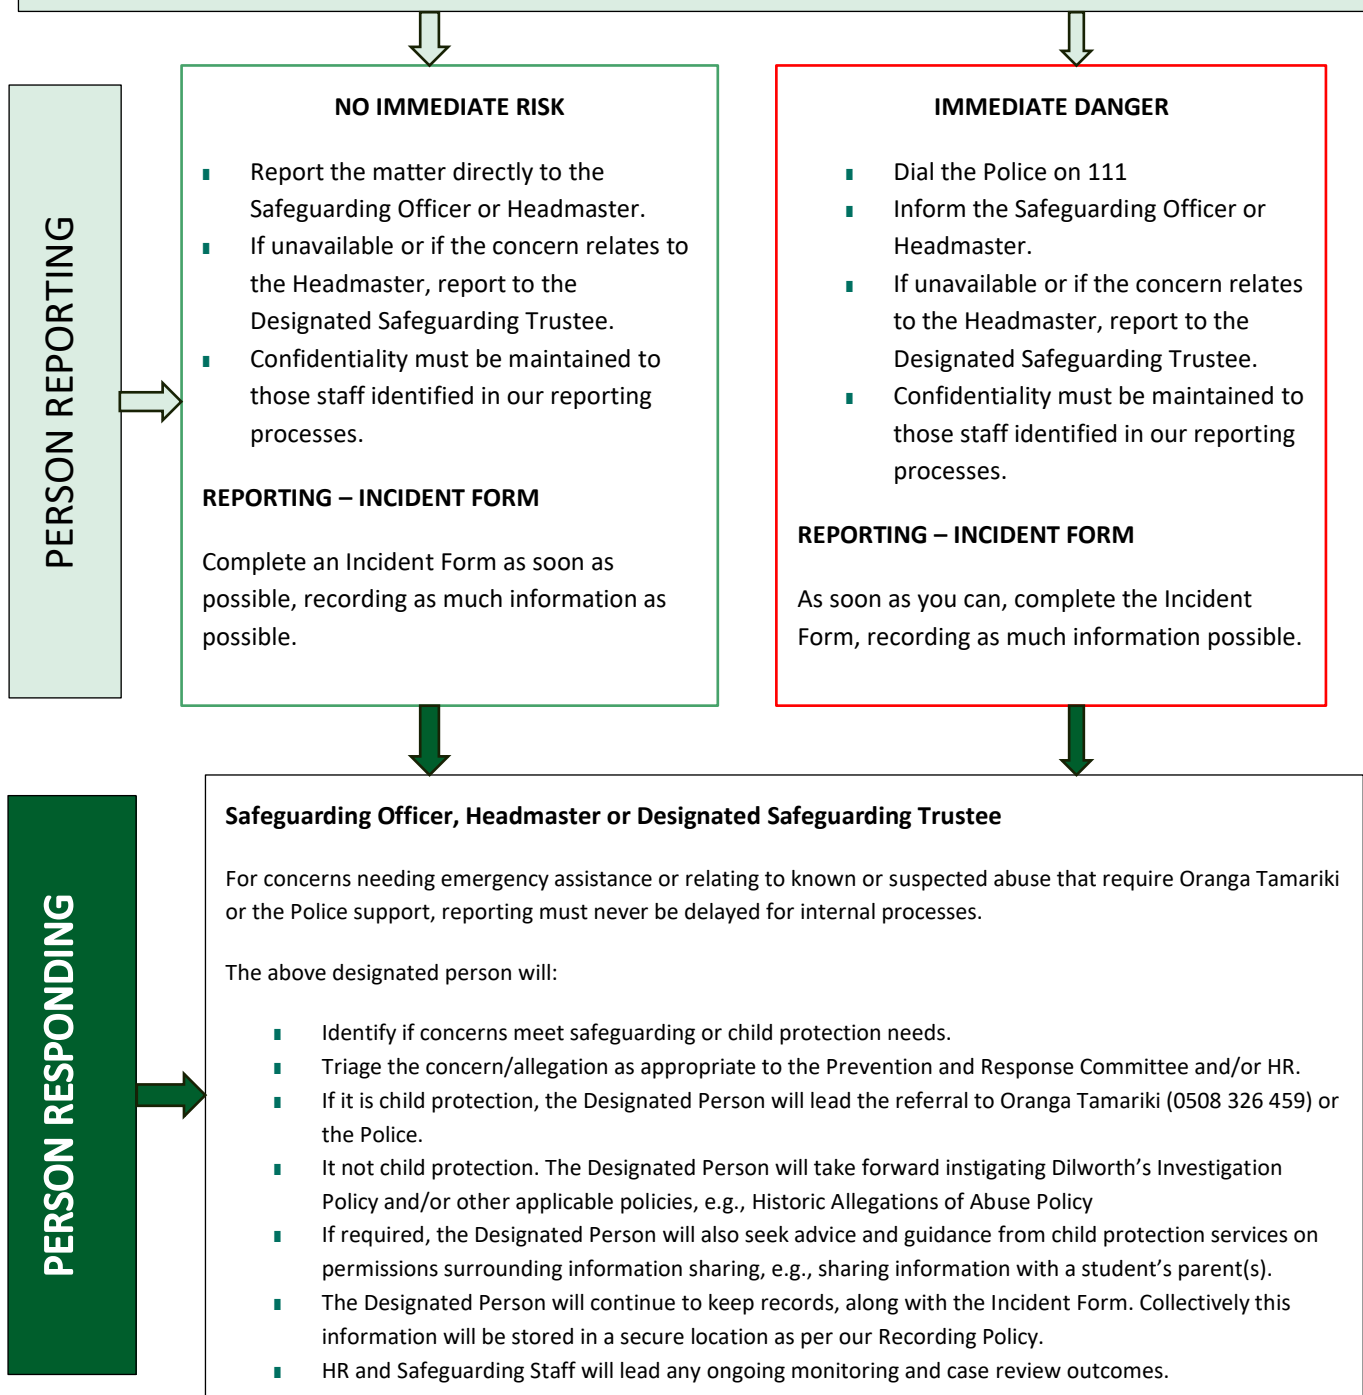 PERSON REPORTING
NO IMMEDIATE RISK
Report the matter directly to the
Safeguarding Officer or Headmaster.
If unavailable or if the concern relates to
the Headmaster, report to the
Designated Safeguarding Trustee.
Confidentiality must be maintained to
those staff identified in our reporting
processes.
REPORTING – INCIDENT FORM
Complete an Incident Form as soon as
possible, recording as much information as
possible.
IMMEDIATE DANGER
Dial the Police on 111
Inform the Safeguarding Officer or
Headmaster.
If unavailable or if the concern relates
to the Headmaster, report to the
Designated Safeguarding Trustee.
Confidentiality must be maintained to
those staff identified in our reporting
processes.
REPORTING – INCIDENT FORM
As soon as you can, complete the Incident
Form, recording as much information possible.
PERSON RESPONDING
Safeguarding Officer, Headmaster or Designated Safeguarding Trustee
For concerns needing emergency assistance or relating to known or suspected abuse that require Oranga Tamariki
or the Police support, reporting must never be delayed for internal processes.
The above designated person will:
Identify if concerns meet safeguarding or child protection needs.
Triage the concern/allegation as appropriate to the Prevention and Response Committee and/or HR.
If it is child protection, the Designated Person will lead the referral to Oranga Tamariki (0508 326 459) or
the Police.
It not child protection. The Designated Person will take forward instigating Dilworth’s Investigation
Policy and/or other applicable policies, e.g., Historic Allegations of Abuse Policy
If required, the Designated Person will also seek advice and guidance from child protection services on
permissions surrounding information sharing, e.g., sharing information with a student’s parent(s).
The Designated Person will continue to keep records, along with the Incident Form. Collectively this
information will be stored in a secure location as per our Recording Policy.
HR and Safeguarding Staff will lead any ongoing monitoring and case review outcomes.